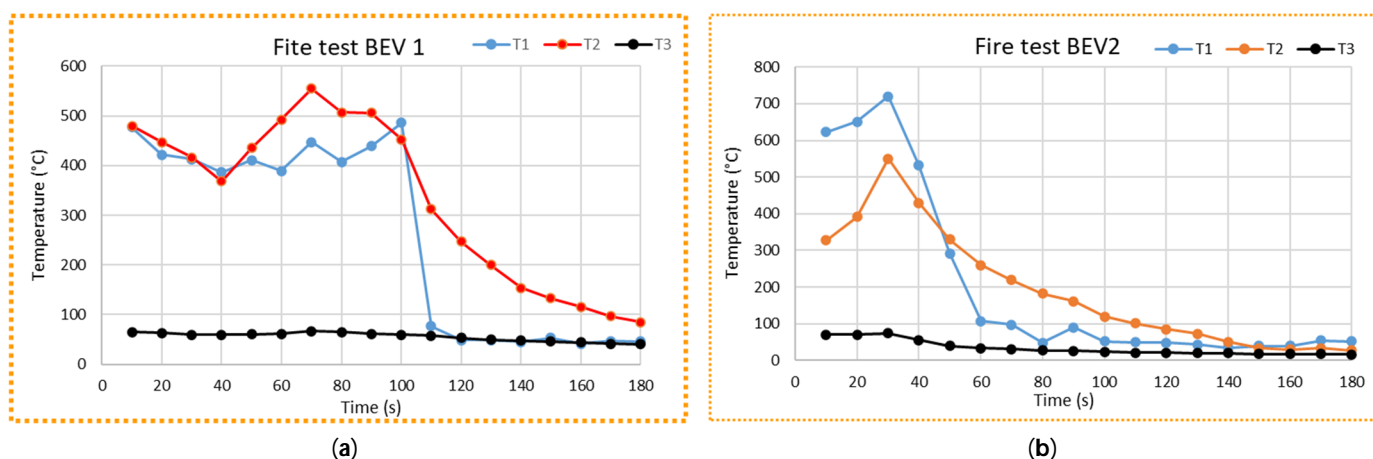 Fite test BEV 1
T1 T2 T3
600
500
400
300
200
100
0
Temperature (°C)
0 20 40 60 80 100 120 140 160 180
Time (s)
(a)
Fire test BEV2
T1 T2 T3
800
700
600
500
400
300
200
100
0
Temperature (°C)
0 20 40 60 80 100 120 140 160 180
Time (s)
(b)